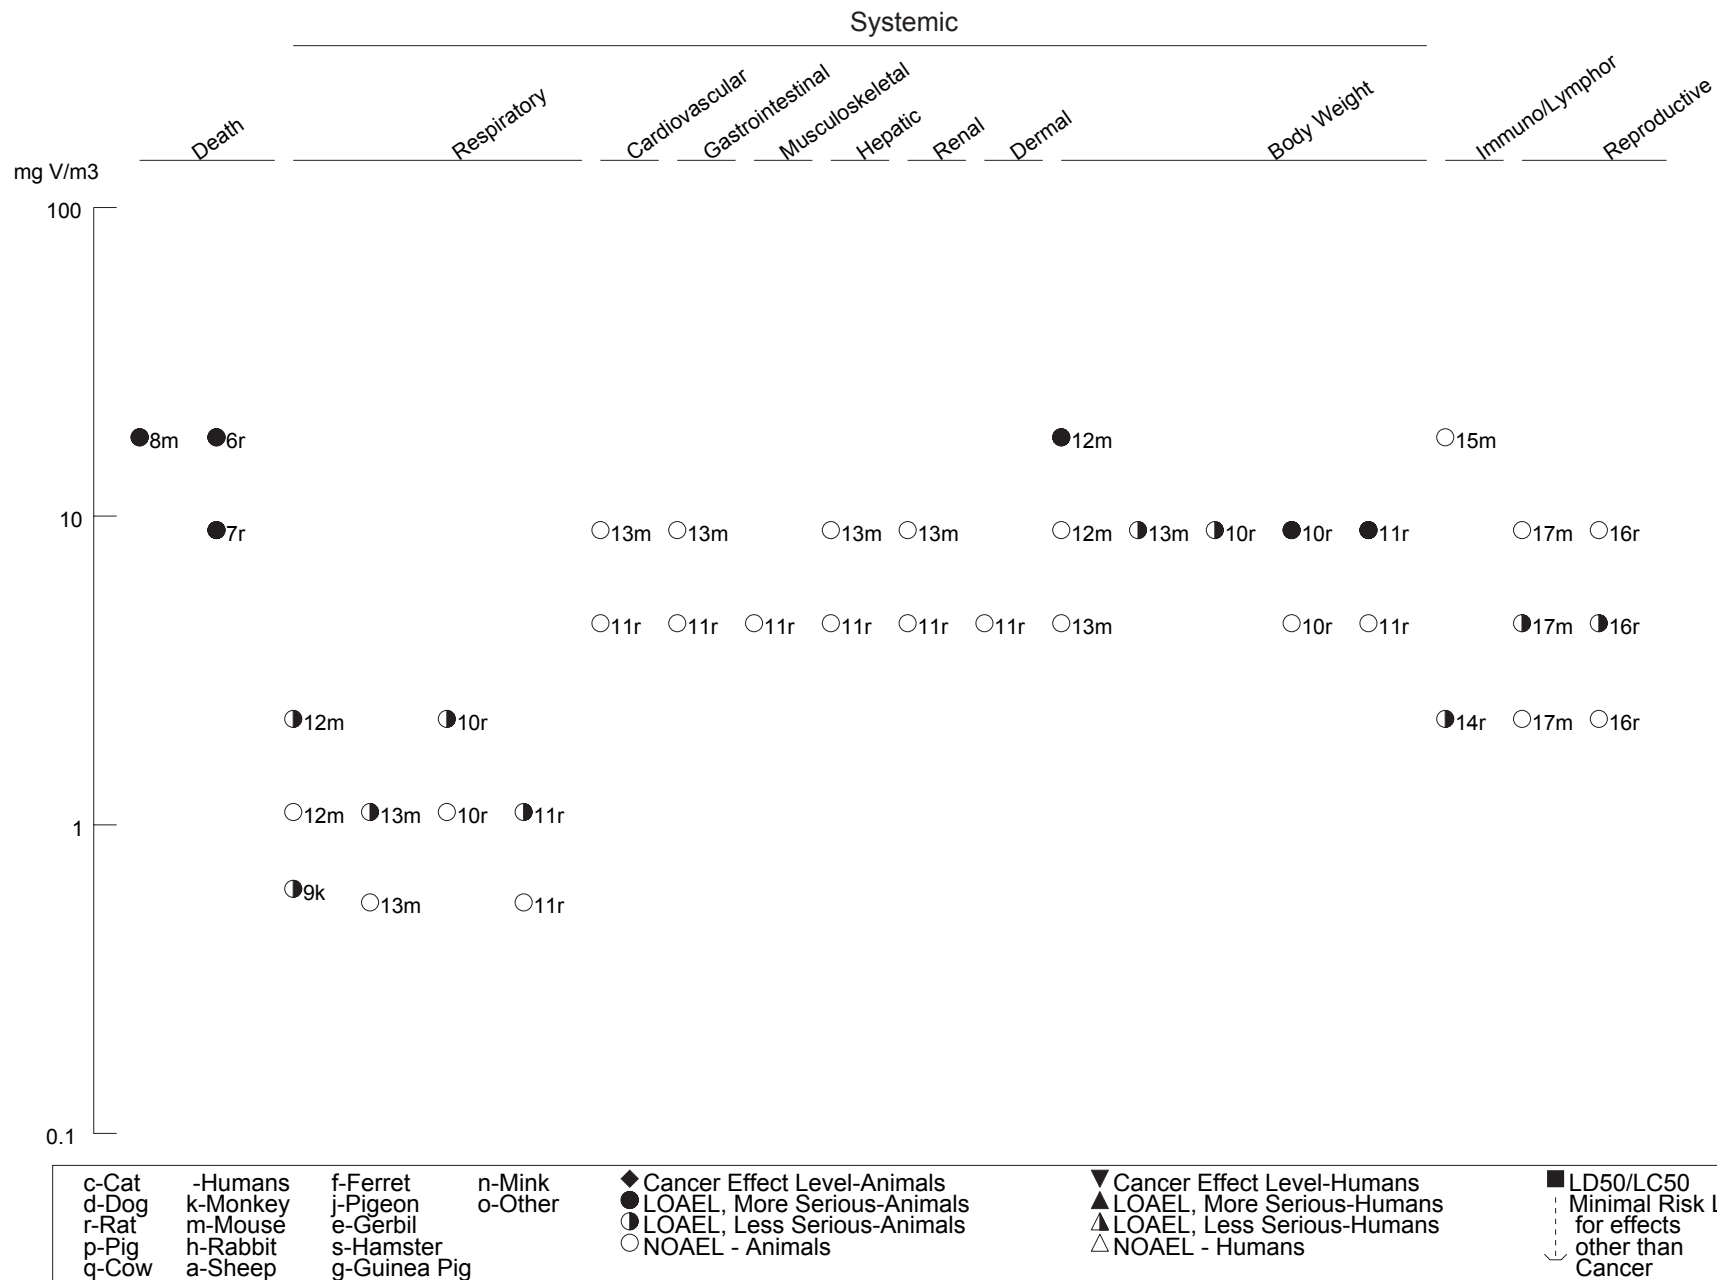 Systemic
Death Respiratory Cardiovascular Gastrointestinal Musculoskeletal Hepatic Renal Dermal Body Weight Immuno/Lymphor Reproductive
mg V/m3
100
8m 6r 12m 15m
10
7r 13m 13m 13m 13m 12m 13m 10r 10r 11r 17m 16r
11r 11r 11r 11r 11r 11r 13m 10r 11r 17m 16r
12m 10r 14r 17m 16r
1
12m 13m 10r 11r
9k 13m 11r
0.1
c-Cat -Humans f-Ferret n-Mink Cancer Effect Level-Animals Cancer Effect Level-Humans LD50/LC50
d-Dog k-Monkey j-Pigeon o-Other LOAEL, More Serious-Animals LOAEL, More Serious-Humans Minimal Risk L
r-Rat m-Mouse e-Gerbil LOAEL, Less Serious-Animals LOAEL, Less Serious-Humans for effects
p-Pig h-Rabbit s-Hamster NOAEL - Animals NOAEL - Humans other than
q-Cow a-Sheep g-Guinea Pig Cancer